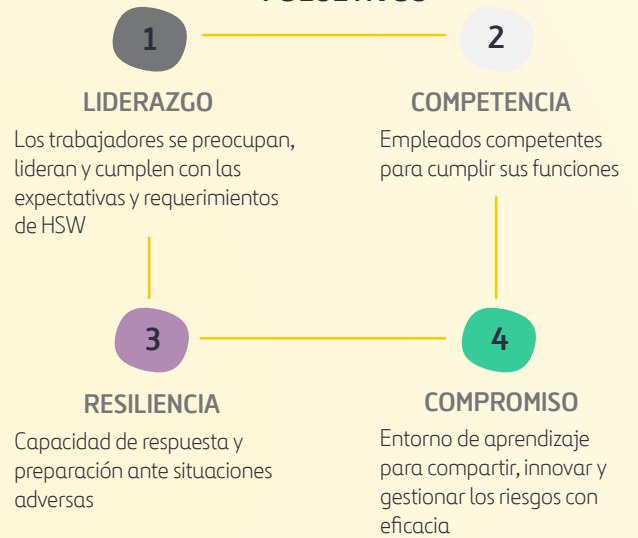 1
LIDERAZGO
Los trabajadores se preocupan,
lideran y cumplen con las
expectativas y requerimientos
de HSW
2
COMPETENCIA
Empleados competentes
para cumplir sus funciones
3
RESILIENCIA
Capacidad de respuesta y
preparación ante situaciones
adversas
4
COMPROMISO
Entorno de aprendizaje
para compartir, innovar y
gestionar los riesgos con
eficacia